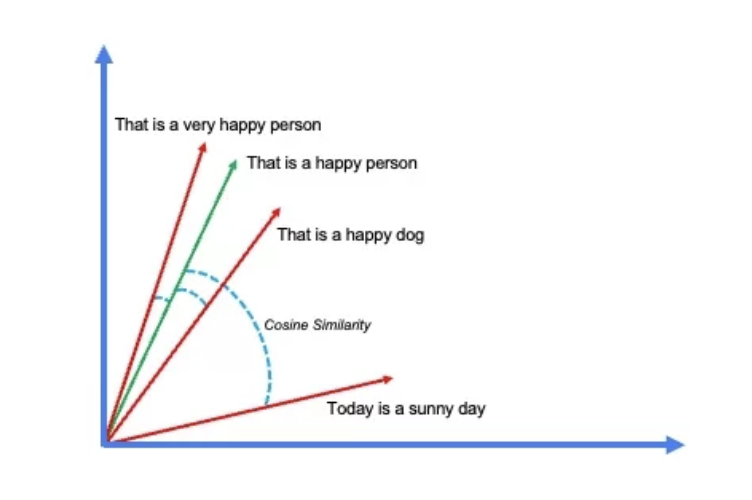 That is a very happy person
That is a happy person
That is a happy dog
Cosine Similarity
Today is a sunny day